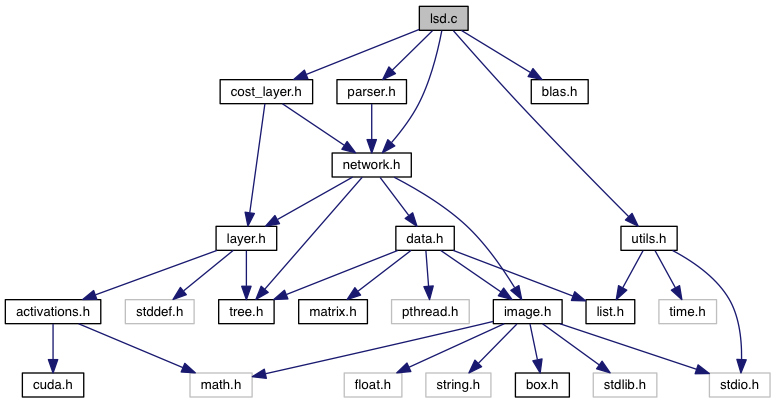 lsd.c
cost_layer.h
parser.h
blas.h
network.h
layer.h
data.h
utils.h
activations.h
stddef.h
tree.h
matrix.h
pthread.h
image.h
list.h
time.h
cuda.h
math.h
float.h
string.h
box.h
stdlib.h
stdio.h